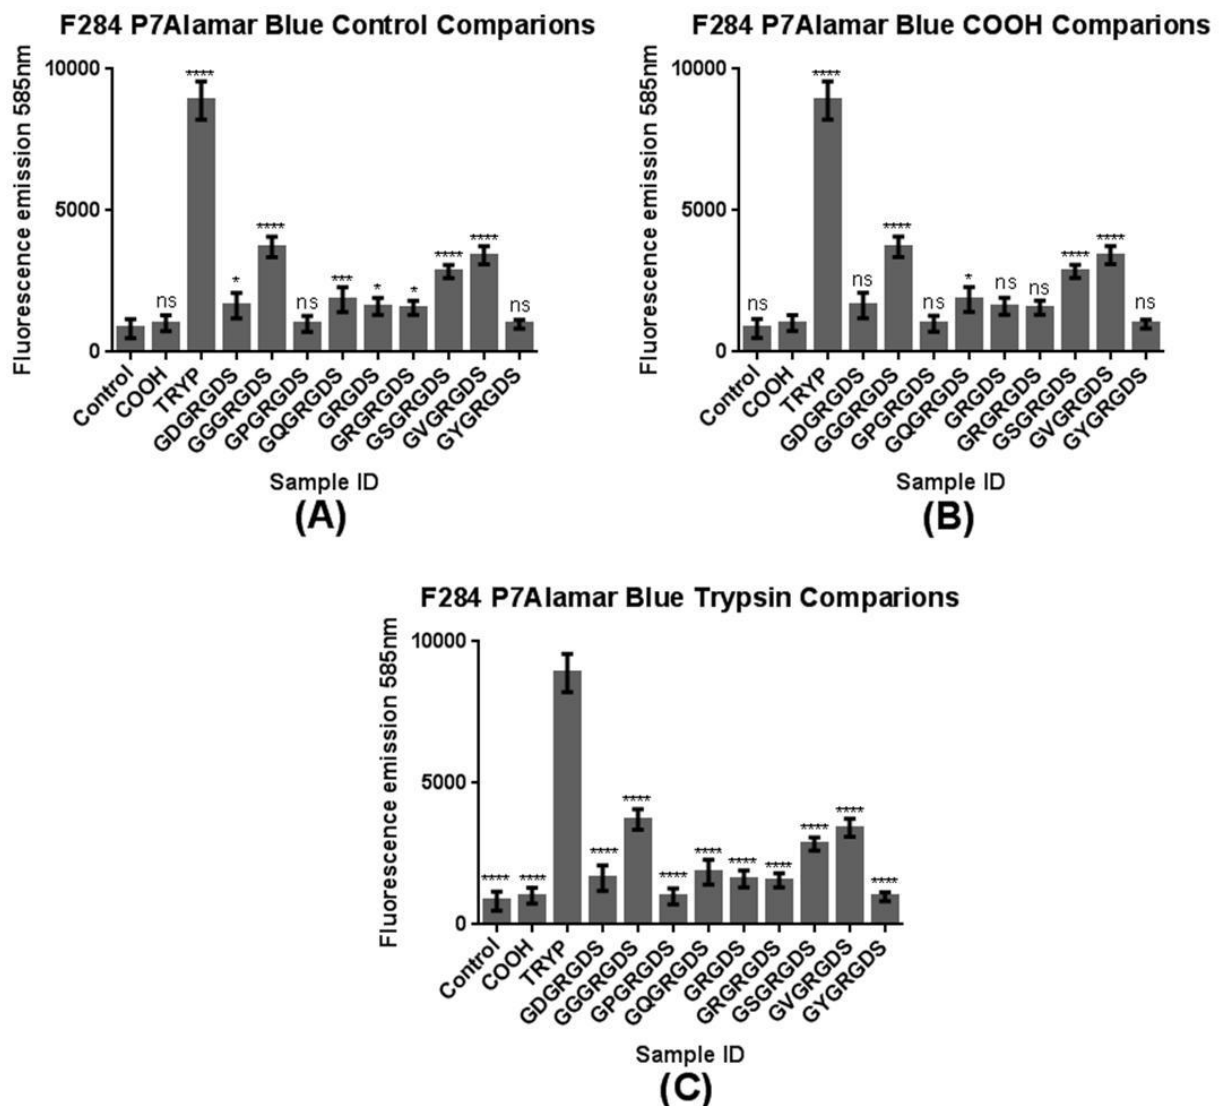 F284 P7Alamar Blue Control Comparions
Fluorescence emission 585nm
10000
5000
0
ns
****
*
****
ns
***
*
*
****
****
ns
Control
COOH
TRYP
GDGRGDS
GGGRGDS
GPGRGDS
GQGRGDS
GRGDS
GRGRGDS
GSGRGDS
GVGRGDS
GYGRGDS
Sample ID
(A)
F284 P7Alamar Blue COOH Comparions
Fluorescence emission 585nm
10000
5000
0
ns
****
ns
****
ns
*
ns
ns
****
****
ns
Control
COOH
TRYP
GDGRGDS
GGGRGDS
GPGRGDS
GQGRGDS
GRGDS
GRGRGDS
GSGRGDS
GVGRGDS
GYGRGDS
Sample ID
(B)
F284 P7Alamar Blue Trypsin Comparions
Fluorescence emission 585nm
10000
5000
0
****
****
****
****
****
****
****
****
****
****
****
Control
COOH
TRYP
GDGRGDS
GGGRGDS
GPGRGDS
GQGRGDS
GRGDS
GRGRGDS
GSGRGDS
GVGRGDS
GYGRGDS
Sample ID
(C)